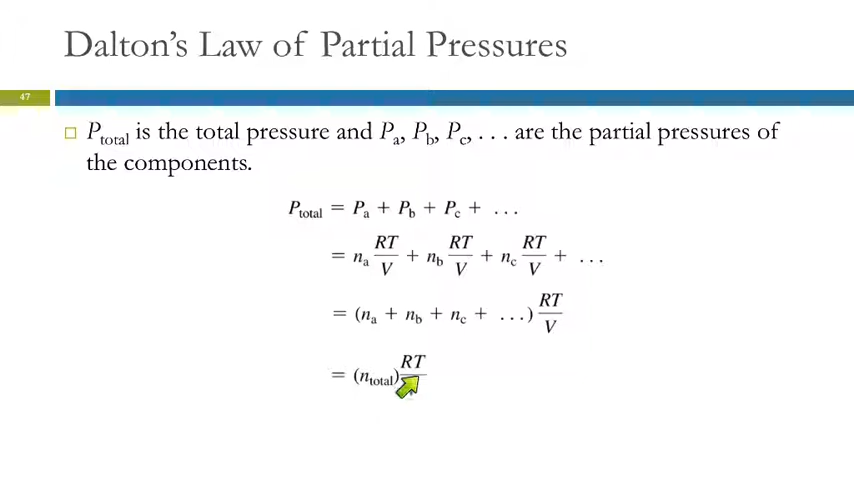 Dalton's Law of Partial Pressures
47
P_total is the total pressure and P_a, P_b, P_c, . . . are the partial pressures of
the components.
P_total = P_a + P_b + P_c + . . .
= n_a RT/V + n_b RT/V + n_c RT/V + . . .
= (n_a + n_b + n_c + . . .) RT/V
= (n_total) RT